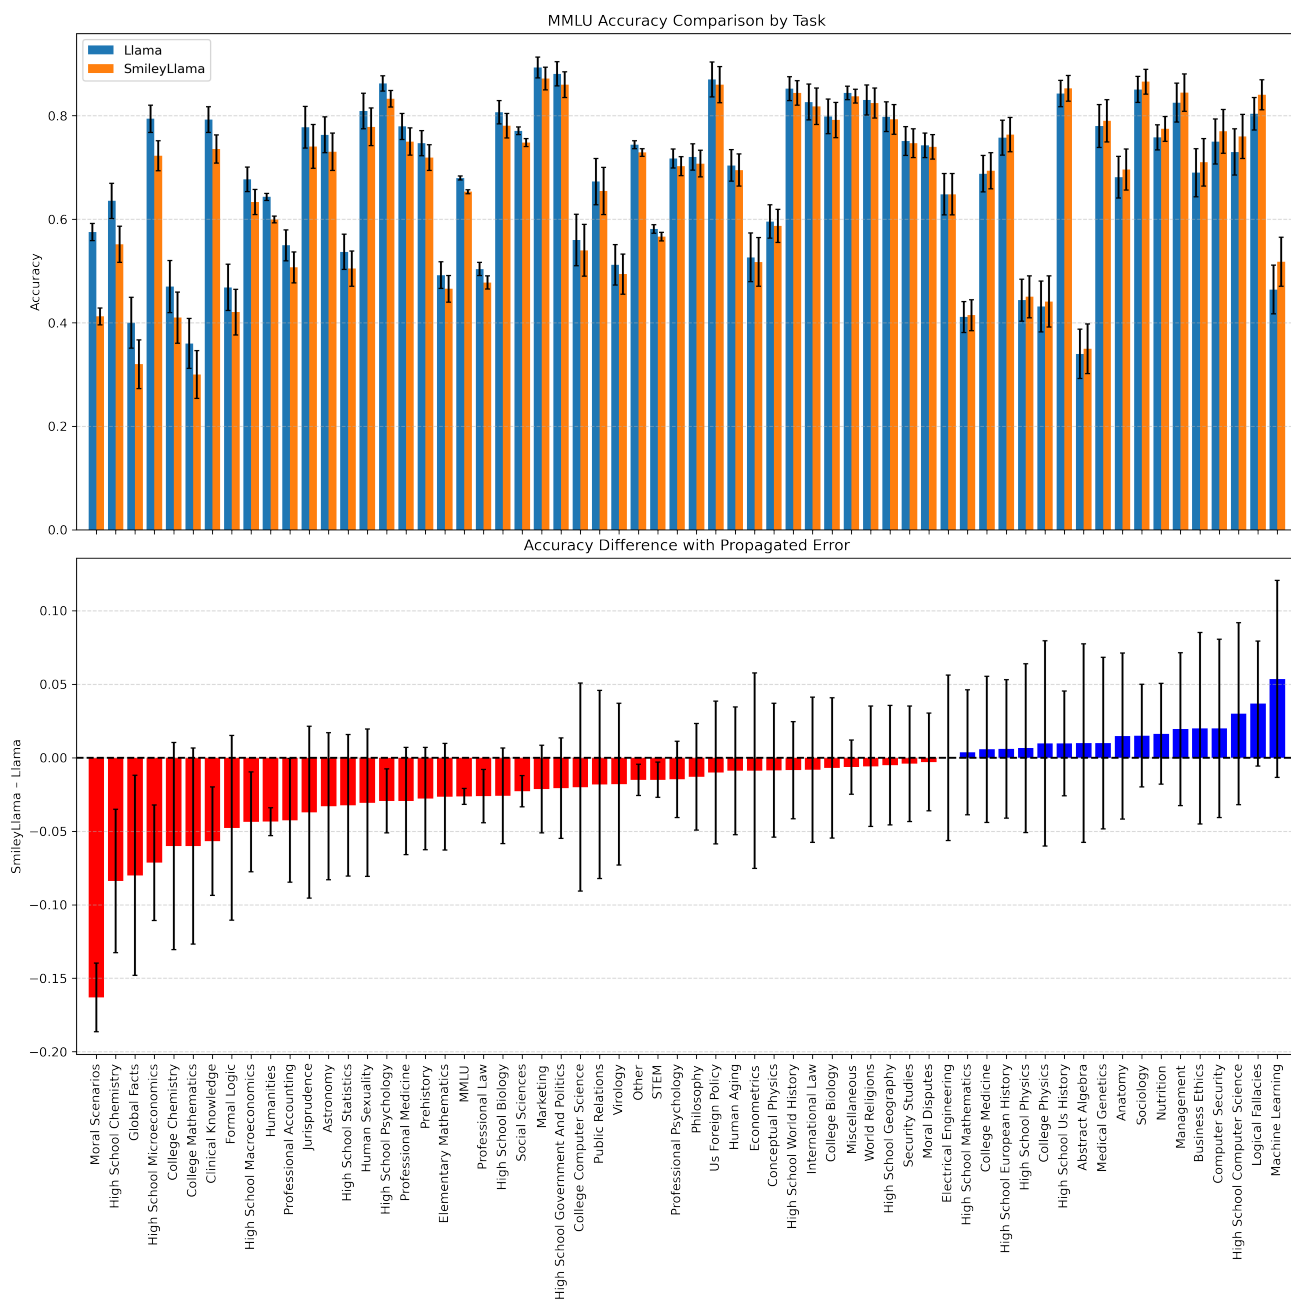 MMLU Accuracy Comparison by Task
Llama
SmileyLlama
Accuracy
0.8
0.6
0.4
0.2
0.0
Accuracy Difference with Propagated Error
SmileyLlama – Llama
0.10
0.05
0.00
−0.05
−0.10
−0.15
−0.20
Moral Scenarios
High School Chemistry
Global Facts
High School Microeconomics
College Chemistry
College Mathematics
Clinical Knowledge
Formal Logic
High School Macroeconomics
Humanities
Professional Accounting
Jurisprudence
Astronomy
High School Statistics
Human Sexuality
High School Psychology
Professional Medicine
Prehistory
Elementary Mathematics
MMLU
Professional Law
High School Biology
Social Sciences
Marketing
High School Government And Politics
College Computer Science
Public Relations
Virology
Other
STEM
Professional Psychology
Philosophy
Us Foreign Policy
Human Aging
Econometrics
Conceptual Physics
High School World History
International Law
College Biology
Miscellaneous
World Religions
High School Geography
Security Studies
Moral Disputes
Electrical Engineering
High School Mathematics
College Medicine
High School European History
High School Physics
College Physics
High School Us History
Abstract Algebra
Medical Genetics
Anatomy
Sociology
Nutrition
Management
Business Ethics
Computer Security
High School Computer Science
Logical Fallacies
Machine Learning